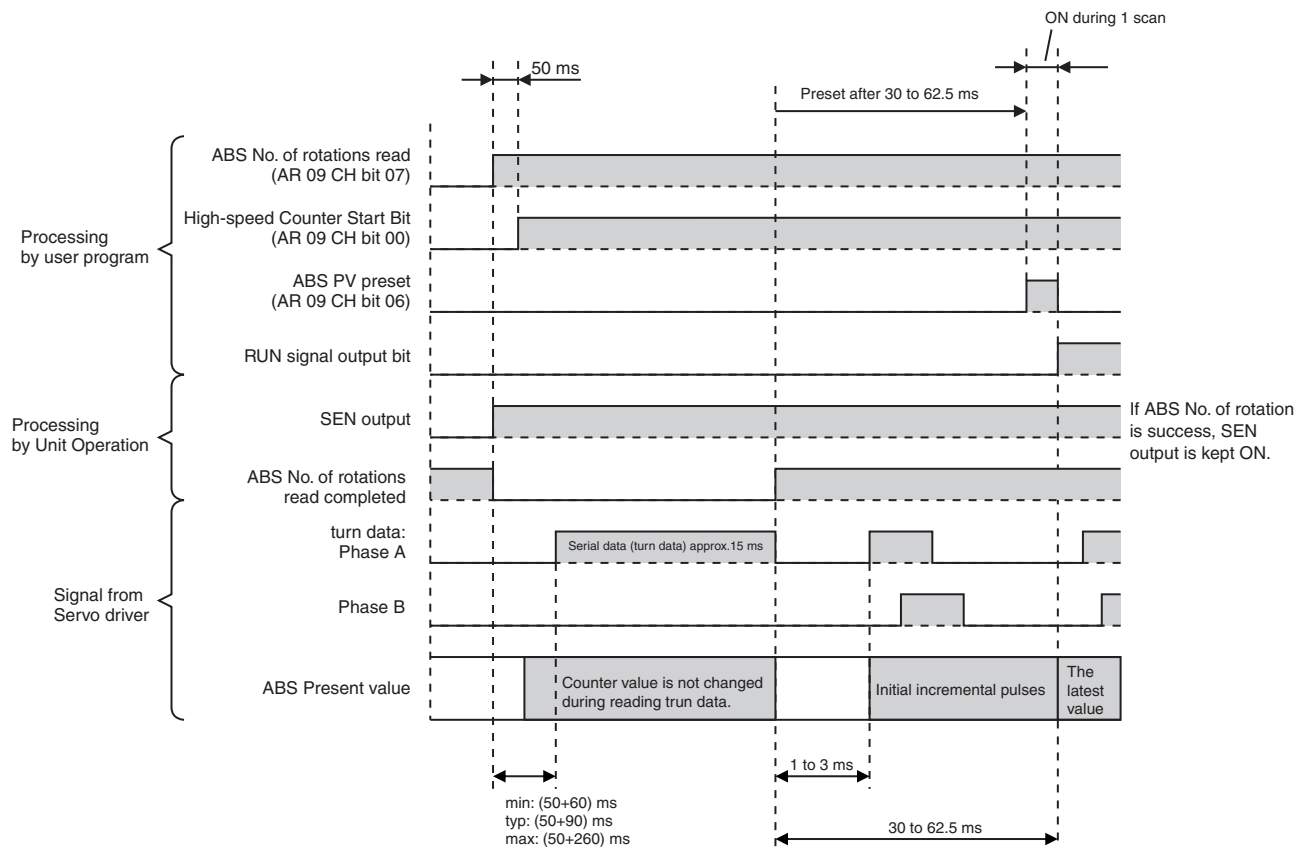 ON during 1 scan
50 ms
Preset after 30 to 62.5 ms
Processing
by user program
ABS No. of rotations read
(AR 09 CH bit 07)
High-speed Counter Start Bit
(AR 09 CH bit 00)
ABS PV preset
(AR 09 CH bit 06)
RUN signal output bit
Processing
by Unit Operation
SEN output
If ABS No. of rotation
is success, SEN
output is kept ON.
ABS No. of rotations
read completed
Signal from
Servo driver
turn data:
Phase A
Serial data (turn data) approx.15 ms
Phase B
ABS Present value
Counter value is not changed
during reading trun data.
Initial incremental pulses
The
latest
value
1 to 3 ms
min: (50+60) ms
typ: (50+90) ms
max: (50+260) ms
30 to 62.5 ms